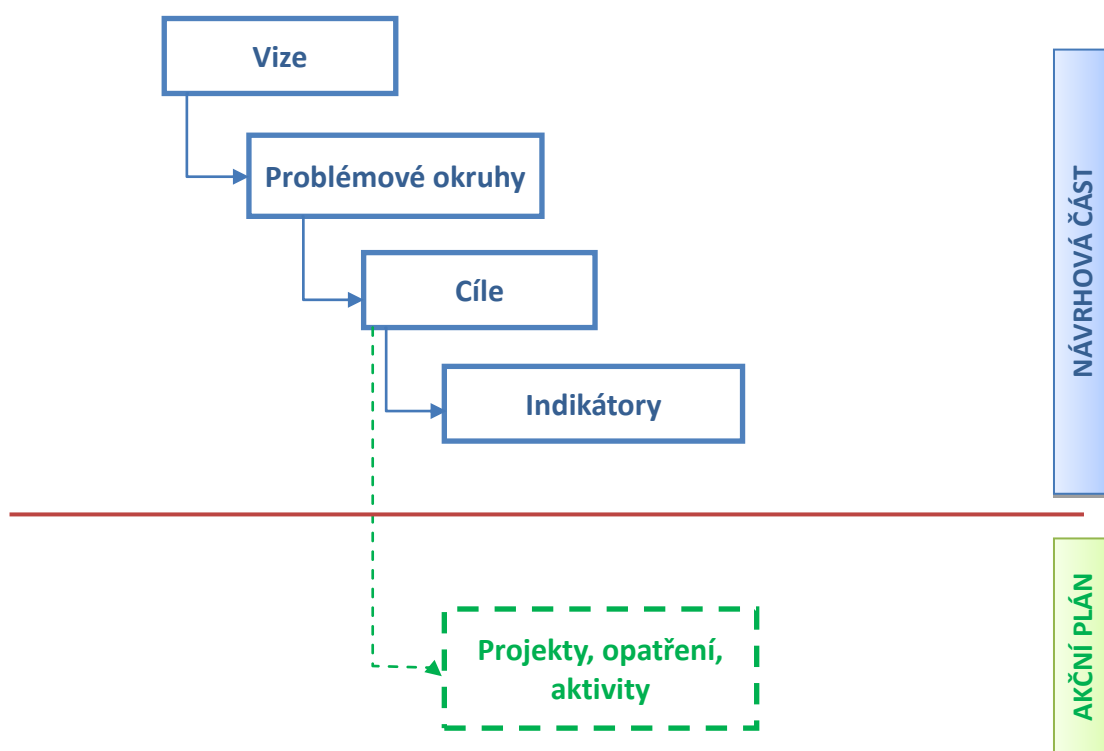 Vize
Problémové okruhy
Cíle
Indikátory
NÁVRHOVÁ ČÁST
Projekty, opatření,
aktivity
AKČNÍ PLÁN